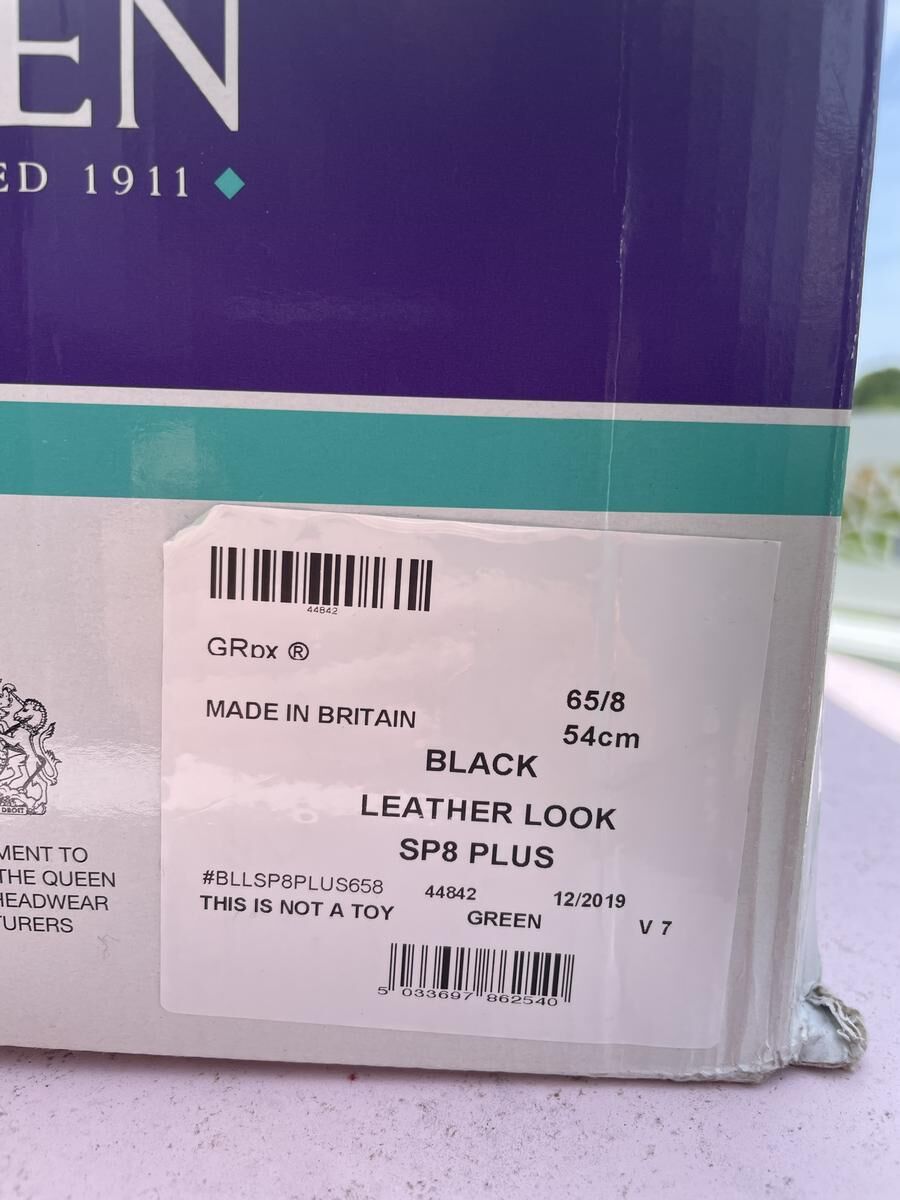 EN
ED 1911
44842
GRpx ®
65/8
MADE IN BRITAIN
54cm
BLACK
LEATHER LOOK
SP8 PLUS
#BLLSP8PLUS658 44842 12/2019
THIS IS NOT A TOY GREEN V 7
5 033697 862540
DROIT
MENT TO
THE QUEEN
HEADWEAR
TURERS